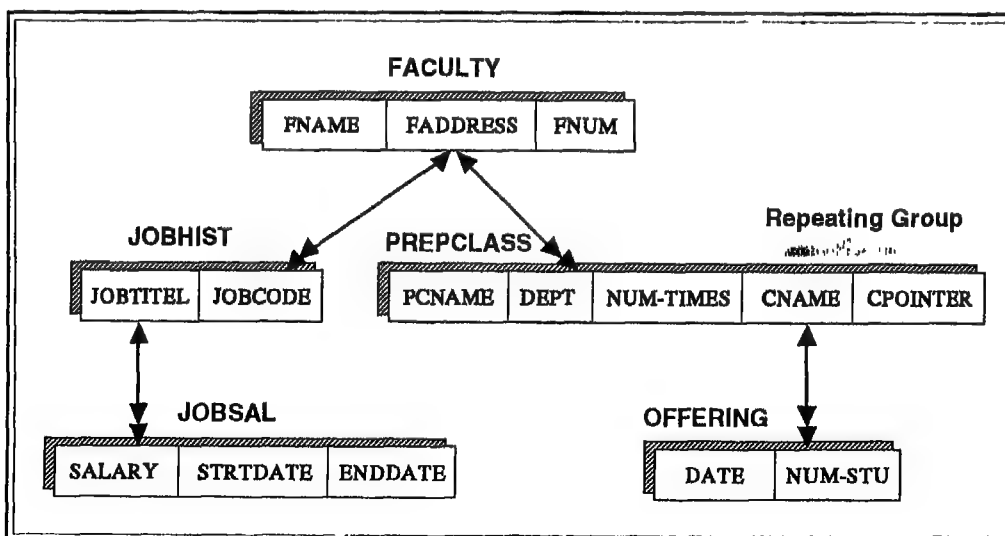 FACULTY
FNAME FADDRESS FNUM
Repeating Group
JOBHIST PREPCLASS
JOBTITEL JOBCODE PCNAME DEPT NUM-TIMES CNAME CPOINTER
JOBSAL OFFERING
SALARY STRTDATE ENDDATE DATE NUM-STU